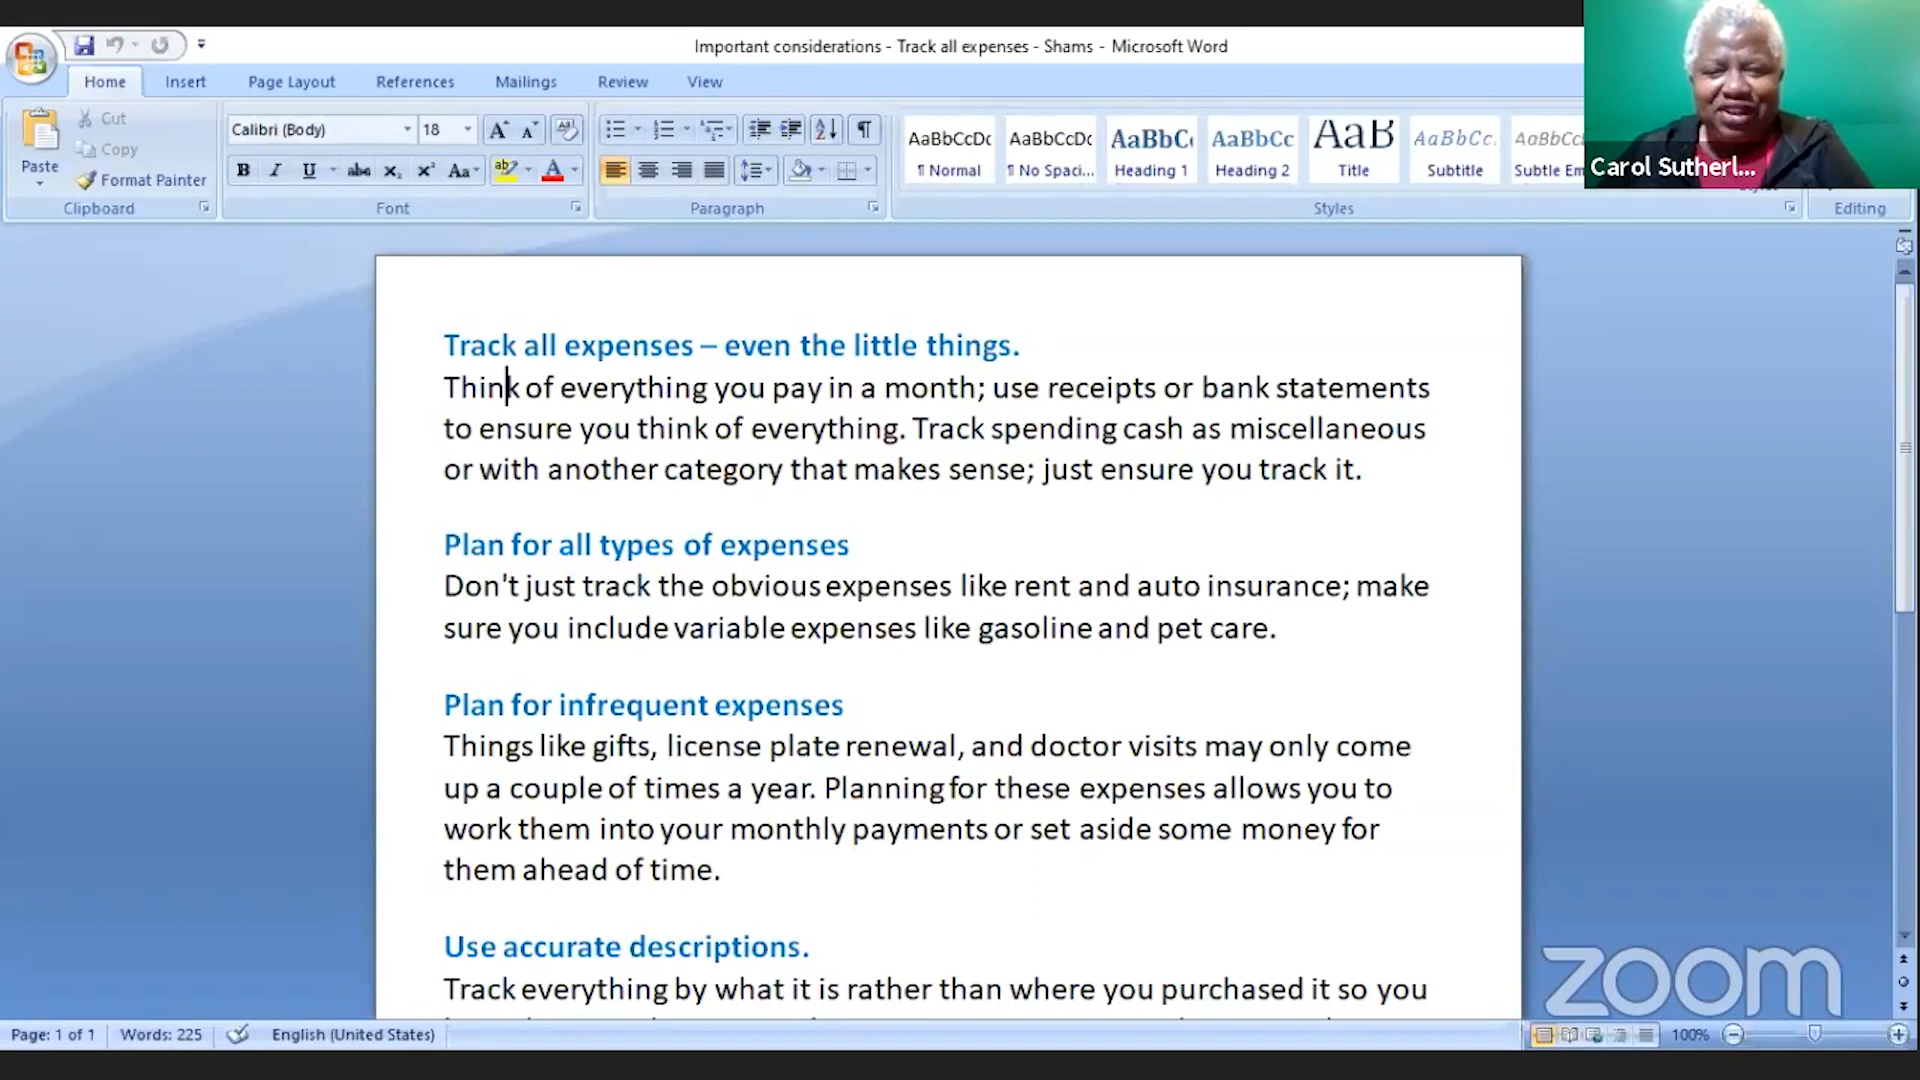 Important considerations - Track all expenses - Shams - Microsoft Word
Home Insert Page Layout References Mailings Review View
Paste
Cut
Copy
Format Painter
Clipboard
Calibri (Body) 18
Font
Paragraph
AaBbCcDc AaBbCcDc AaBbC AaBbCc AaB AaBbCc. AaBbCcD
¶ Normal ¶ No Spaci... Heading 1 Heading 2 Title Subtitle Subtle Em
Styles
Editing
Carol Sutherl...
Track all expenses – even the little things.
Think of everything you pay in a month; use receipts or bank statements
to ensure you think of everything. Track spending cash as miscellaneous
or with another category that makes sense; just ensure you track it.
Plan for all types of expenses
Don't just track the obvious expenses like rent and auto insurance; make
sure you include variable expenses like gasoline and pet care.
Plan for infrequent expenses
Things like gifts, license plate renewal, and doctor visits may only come
up a couple of times a year. Planning for these expenses allows you to
work them into your monthly payments or set aside some money for
them ahead of time.
Use accurate descriptions.
Track everything by what it is rather than where you purchased it so you
zoom
Page: 1 of 1 Words: 225 English (United States) 100%